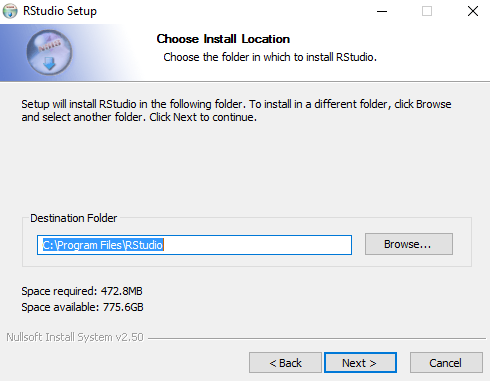 RStudio Setup
Choose Install Location
Choose the folder in which to install RStudio.
Setup will install RStudio in the following folder. To install in a different folder, click Browse
and select another folder. Click Next to continue.
Destination Folder
C:\Program Files\RStudio
Browse...
Space required: 472.8MB
Space available: 775.6GB
Nullsoft Install System v2.50
< Back
Next >
Cancel